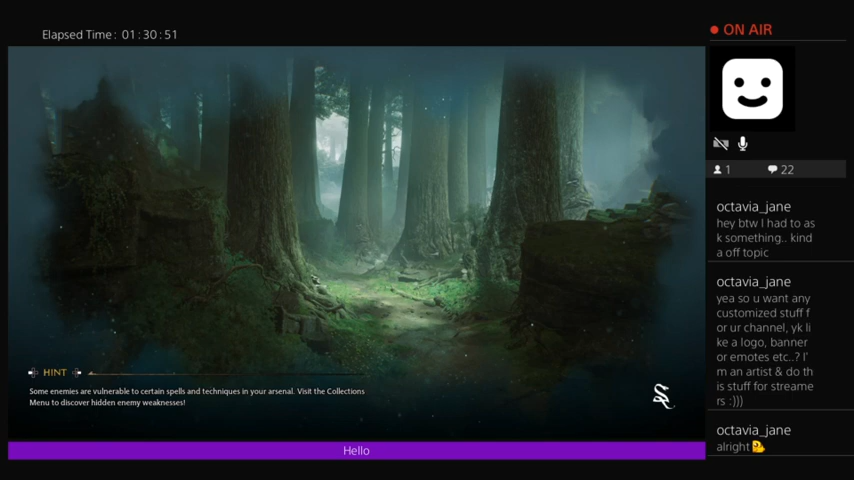 Elapsed Time: 01:30:51
ON AIR
1 22
octavia_jane
hey btw I had to as
k something.. kind
a off topic
octavia_jane
yea so u want any
customized stuff f
or ur channel, yk li
ke a logo, banner
or emotes etc..? I'
m an artist & do th
is stuff for streame
rs :)))
octavia_jane
alright
HINT
Some enemies are vulnerable to certain spells and techniques in your arsenal. Visit the Collections
Menu to discover hidden enemy weaknesses!
Hello